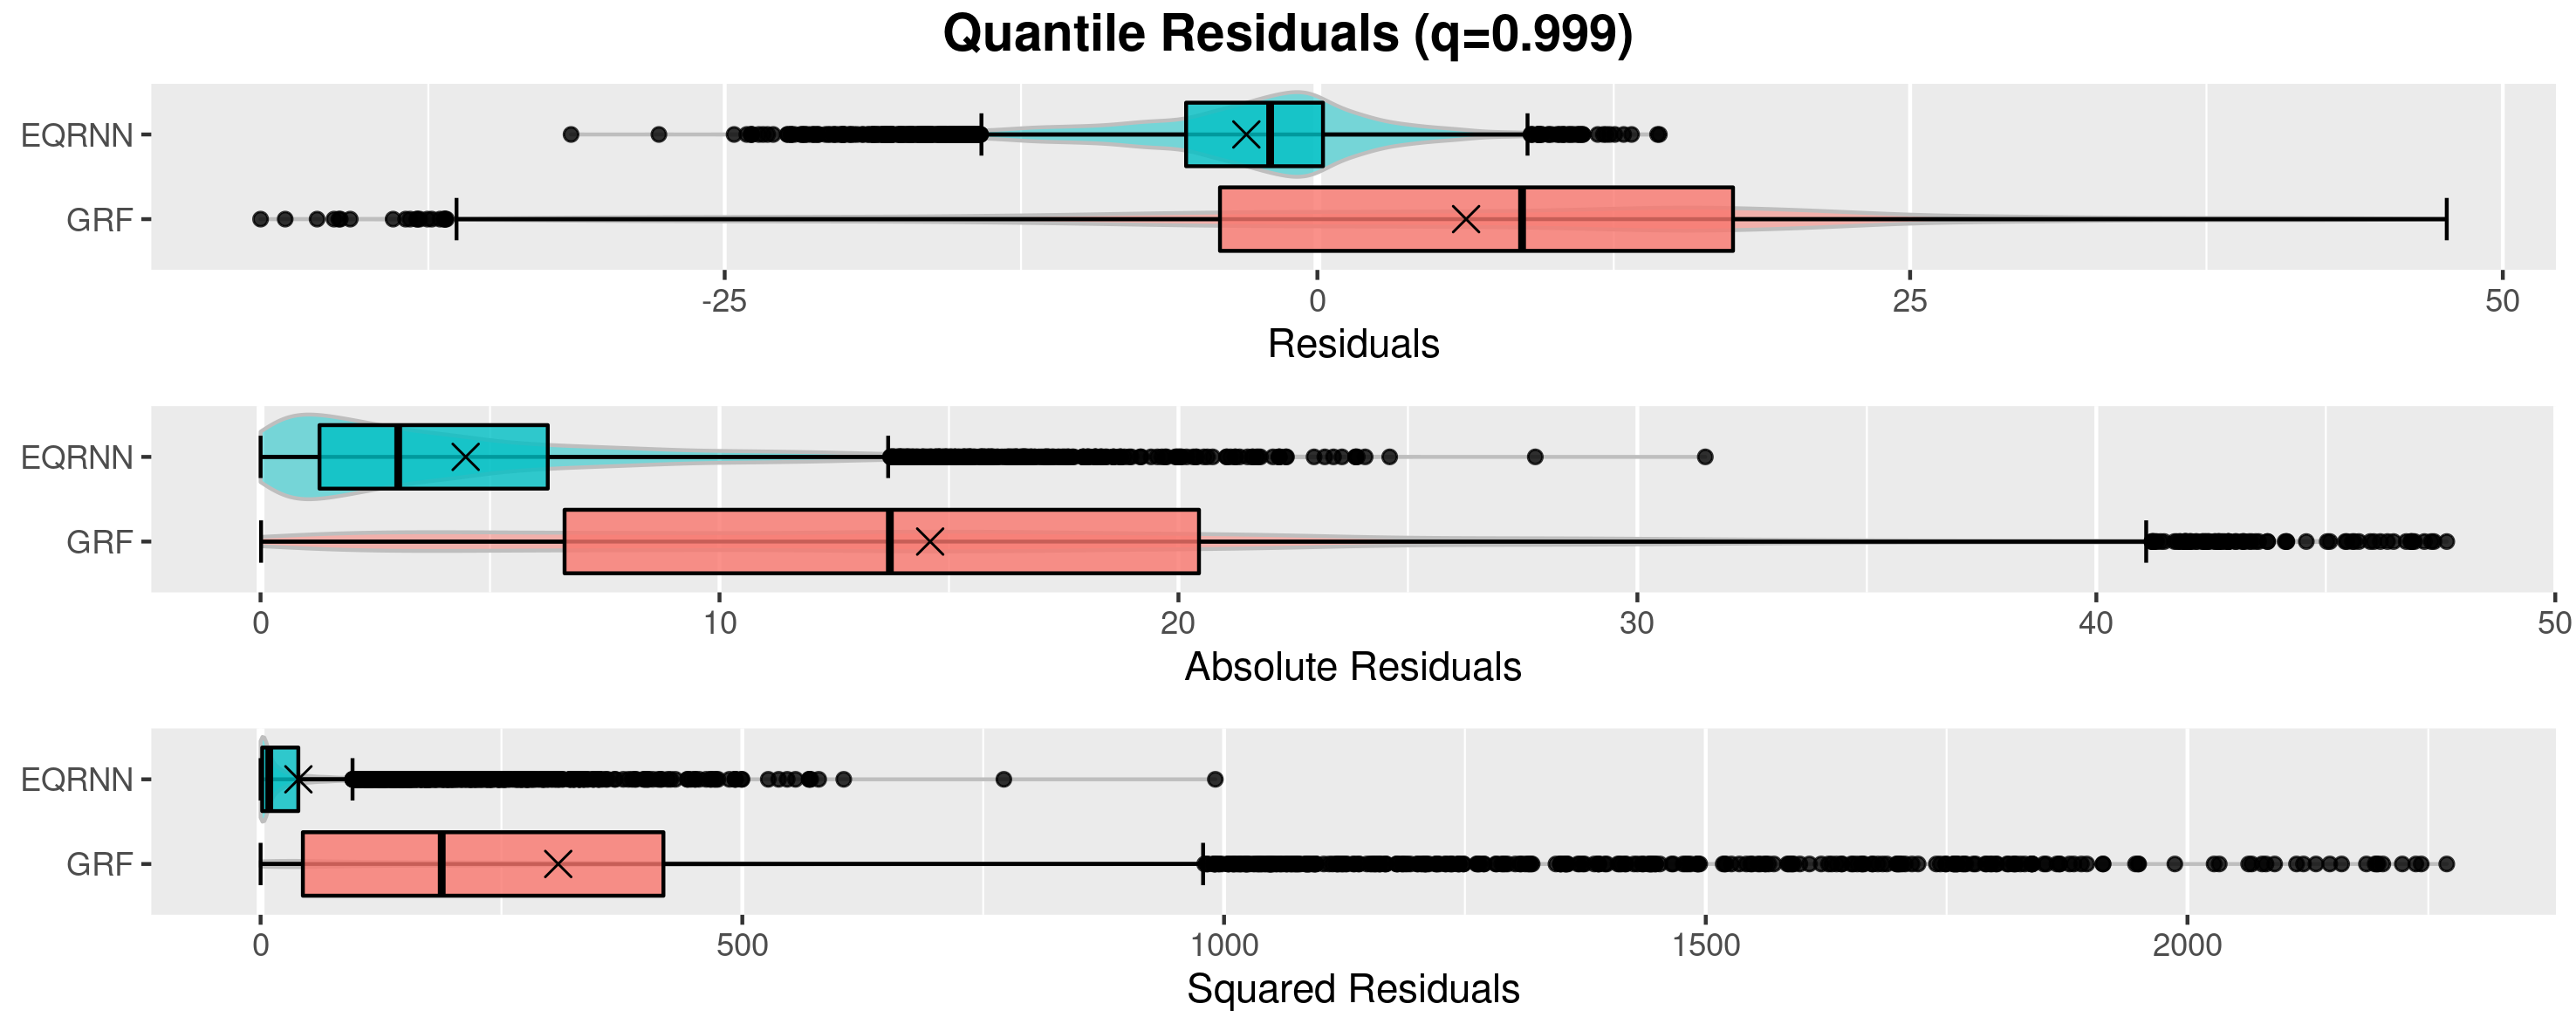 Quantile Residuals (q=0.999)
EQRNN
GRF
-25 0 25 50
Residuals
EQRNN
GRF
0 10 20 30 40 50
Absolute Residuals
EQRNN
GRF
0 500 1000 1500 2000
Squared Residuals